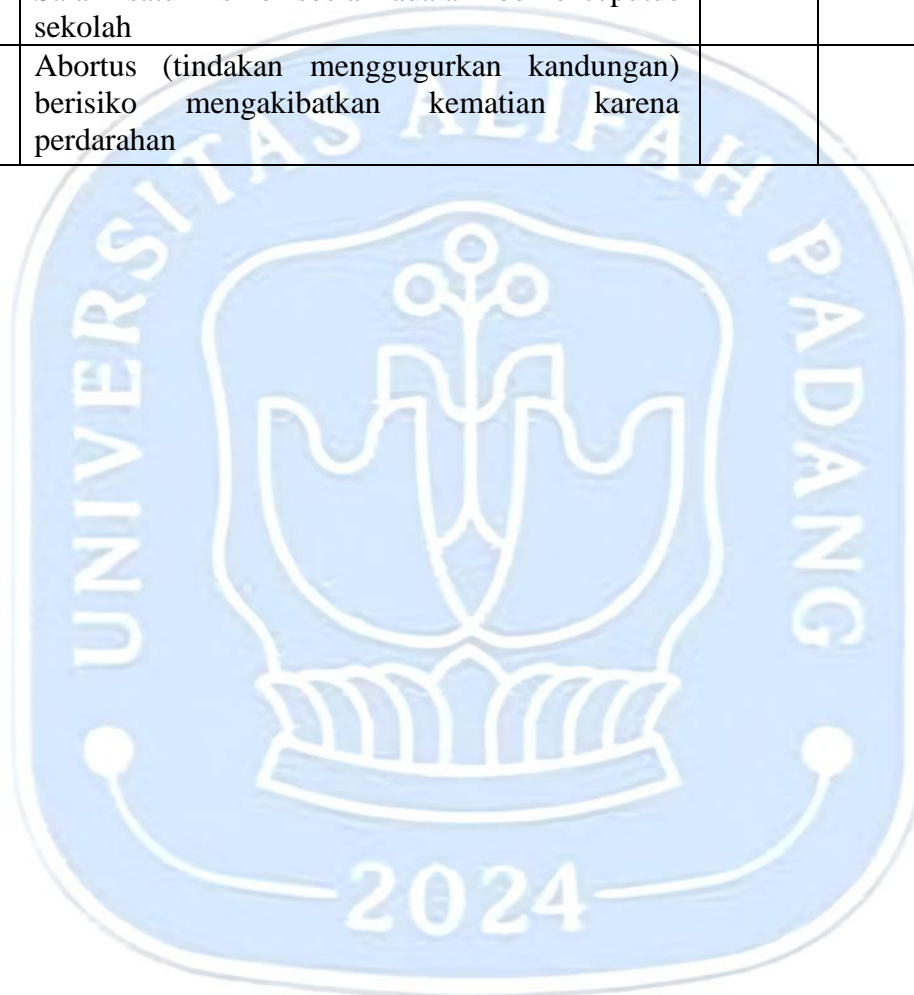 sekolah
Abortus (tindakan menggugurkan kandungan)
berisiko mengakibatkan kematian karena
perdarahan
UNIVERSITAS ALIFAH PADANG
2024